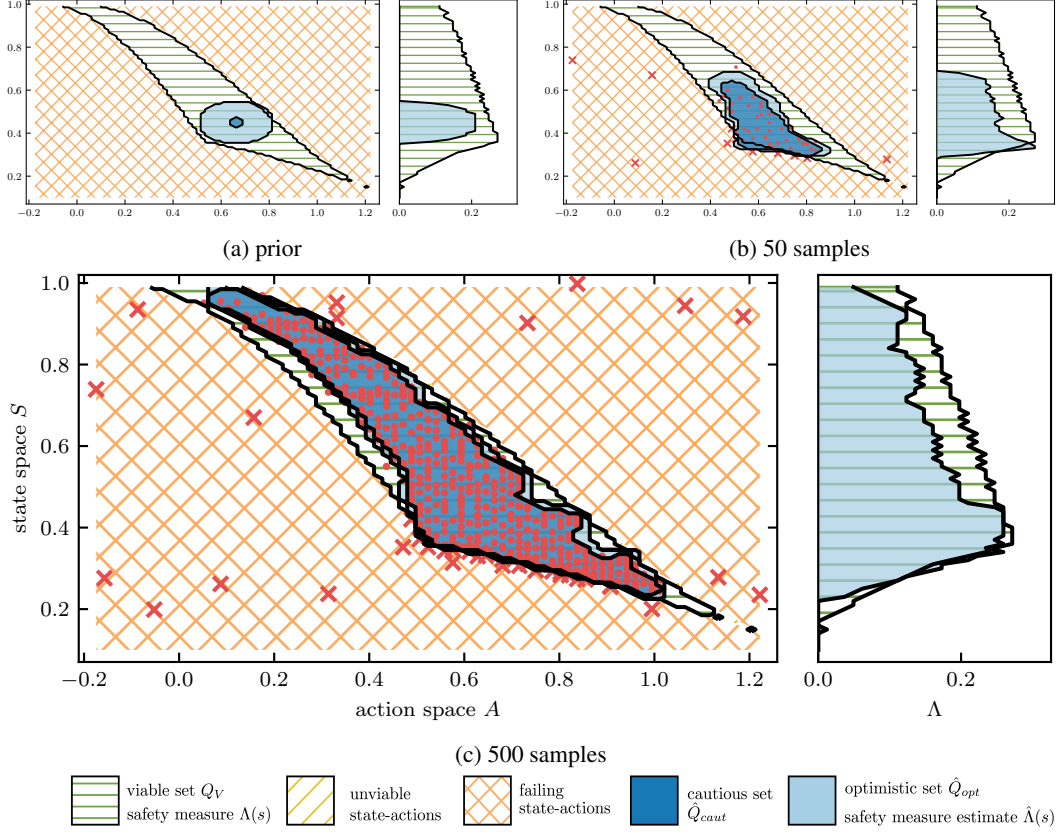 1.0
0.8
0.6
0.4
0.2
−0.2 0.0 0.2 0.4 0.6 0.8 1.0 1.2
0.0 0.2
(a) prior
1.0
0.8
0.6
0.4
0.2
−0.2 0.0 0.2 0.4 0.6 0.8 1.0 1.2
0.0 0.2
(b) 50 samples
state space S
1.0
0.8
0.6
0.4
0.2
−0.2 0.0 0.2 0.4 0.6 0.8 1.0 1.2
action space A
0.0 0.2
Λ
(c) 500 samples
viable set Q_V
safety measure Λ(s)
unviable
state-actions
failing
state-actions
cautious set
Q̂_caut
optimistic set Q̂_opt
safety measure estimate Λ̂(s)